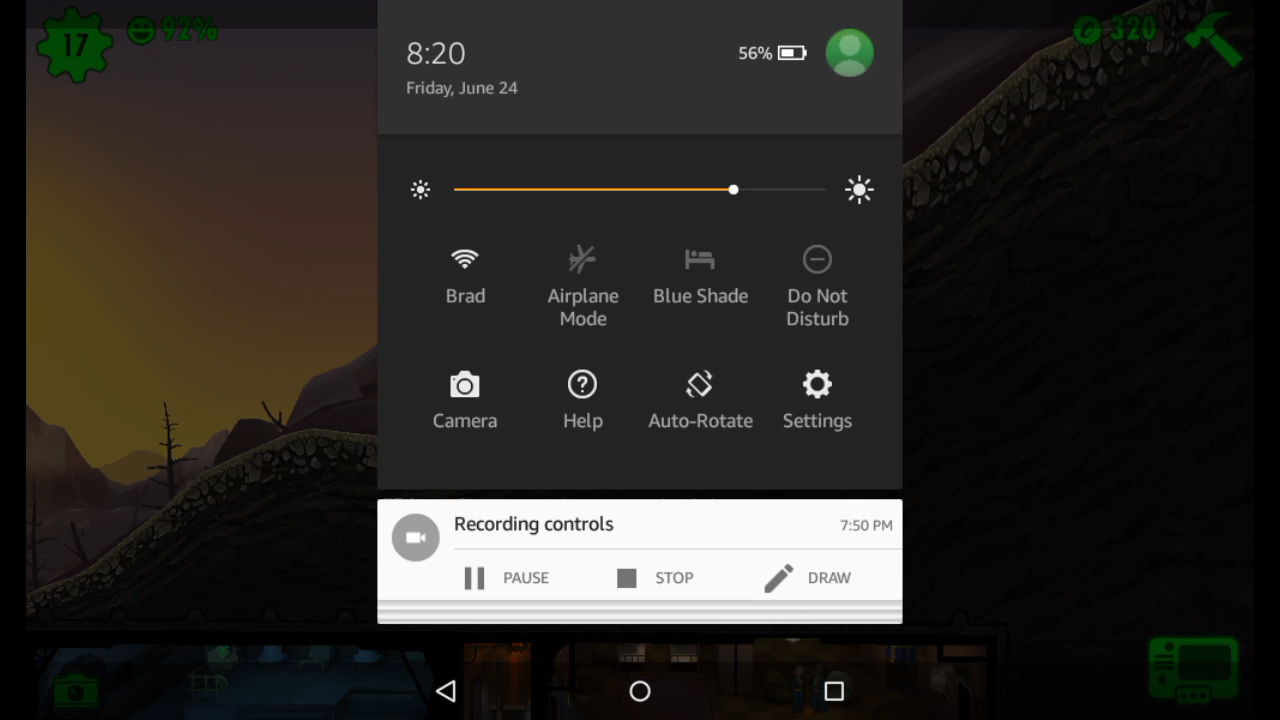 17
92%
320
8:20
56%
Friday, June 24
Brad
Airplane
Mode
Blue Shade
Do Not
Disturb
Camera
Help
Auto-Rotate
Settings
Recording controls
7:50 PM
PAUSE
STOP
DRAW